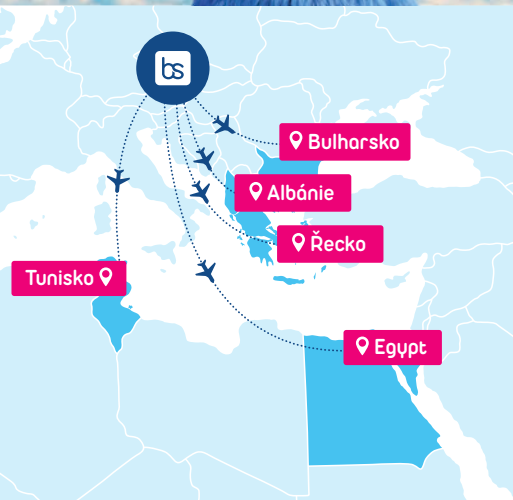 bs
Bulharsko
Albánie
Řecko
Tunisko
Egypt